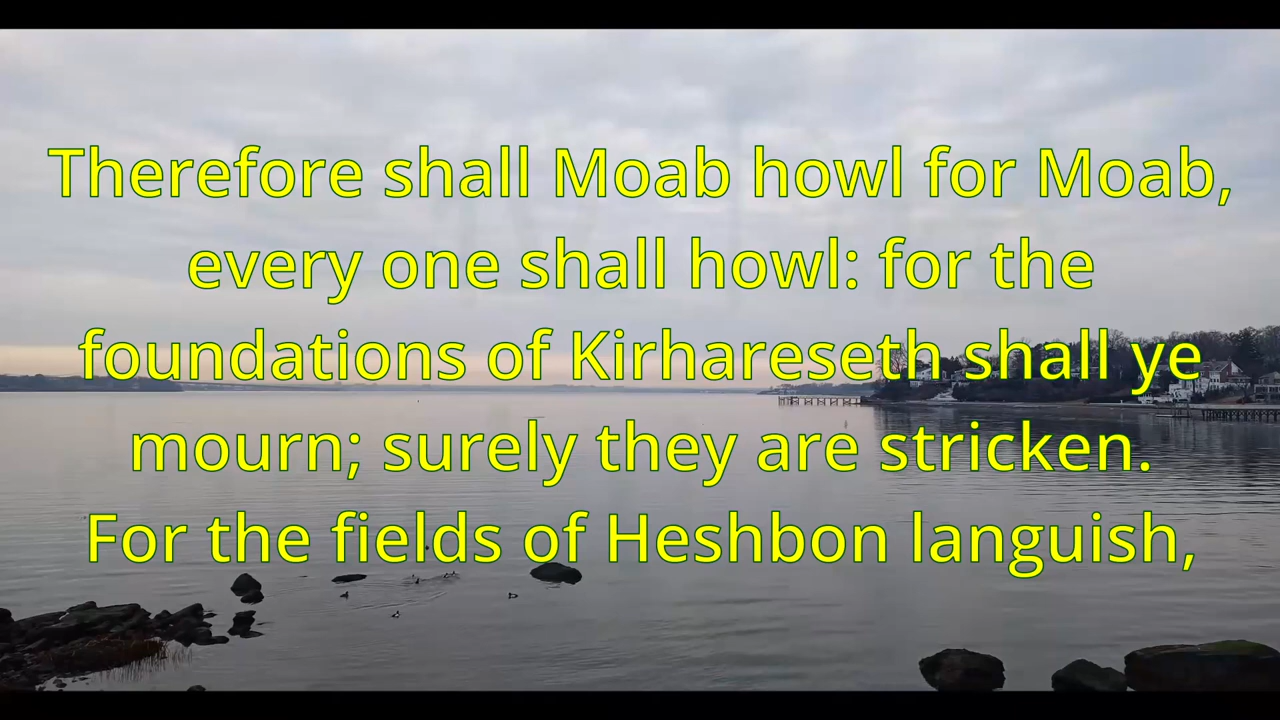 Therefore shall Moab howl for Moab,
every one shall howl: for the
foundations of Kirhareseth shall ye
mourn; surely they are stricken.
For the fields of Heshbon languish,